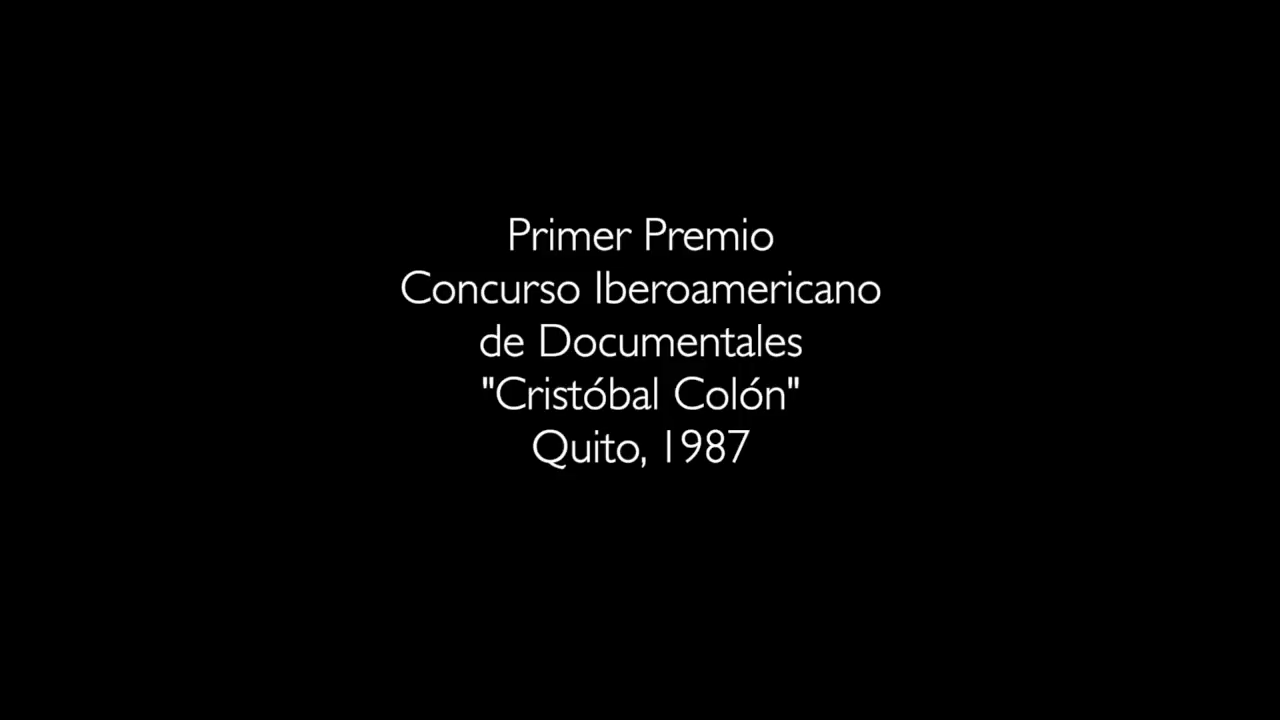 Primer Premio
Concurso Iberoamericano
de Documentales
"Cristóbal Colón"
Quito, 1987